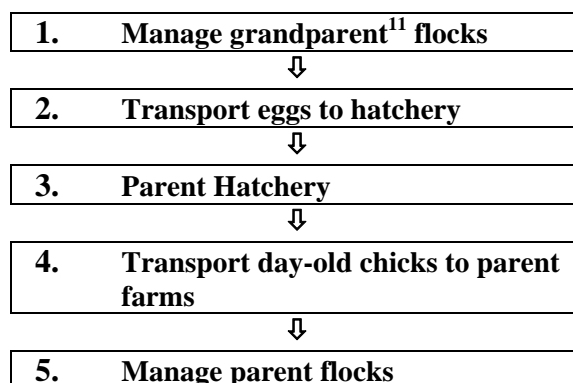 1. Manage grandparent11 flocks
⇩
2. Transport eggs to hatchery
⇩
3. Parent Hatchery
⇩
4. Transport day-old chicks to parent
farms
⇩
5. Manage parent flocks